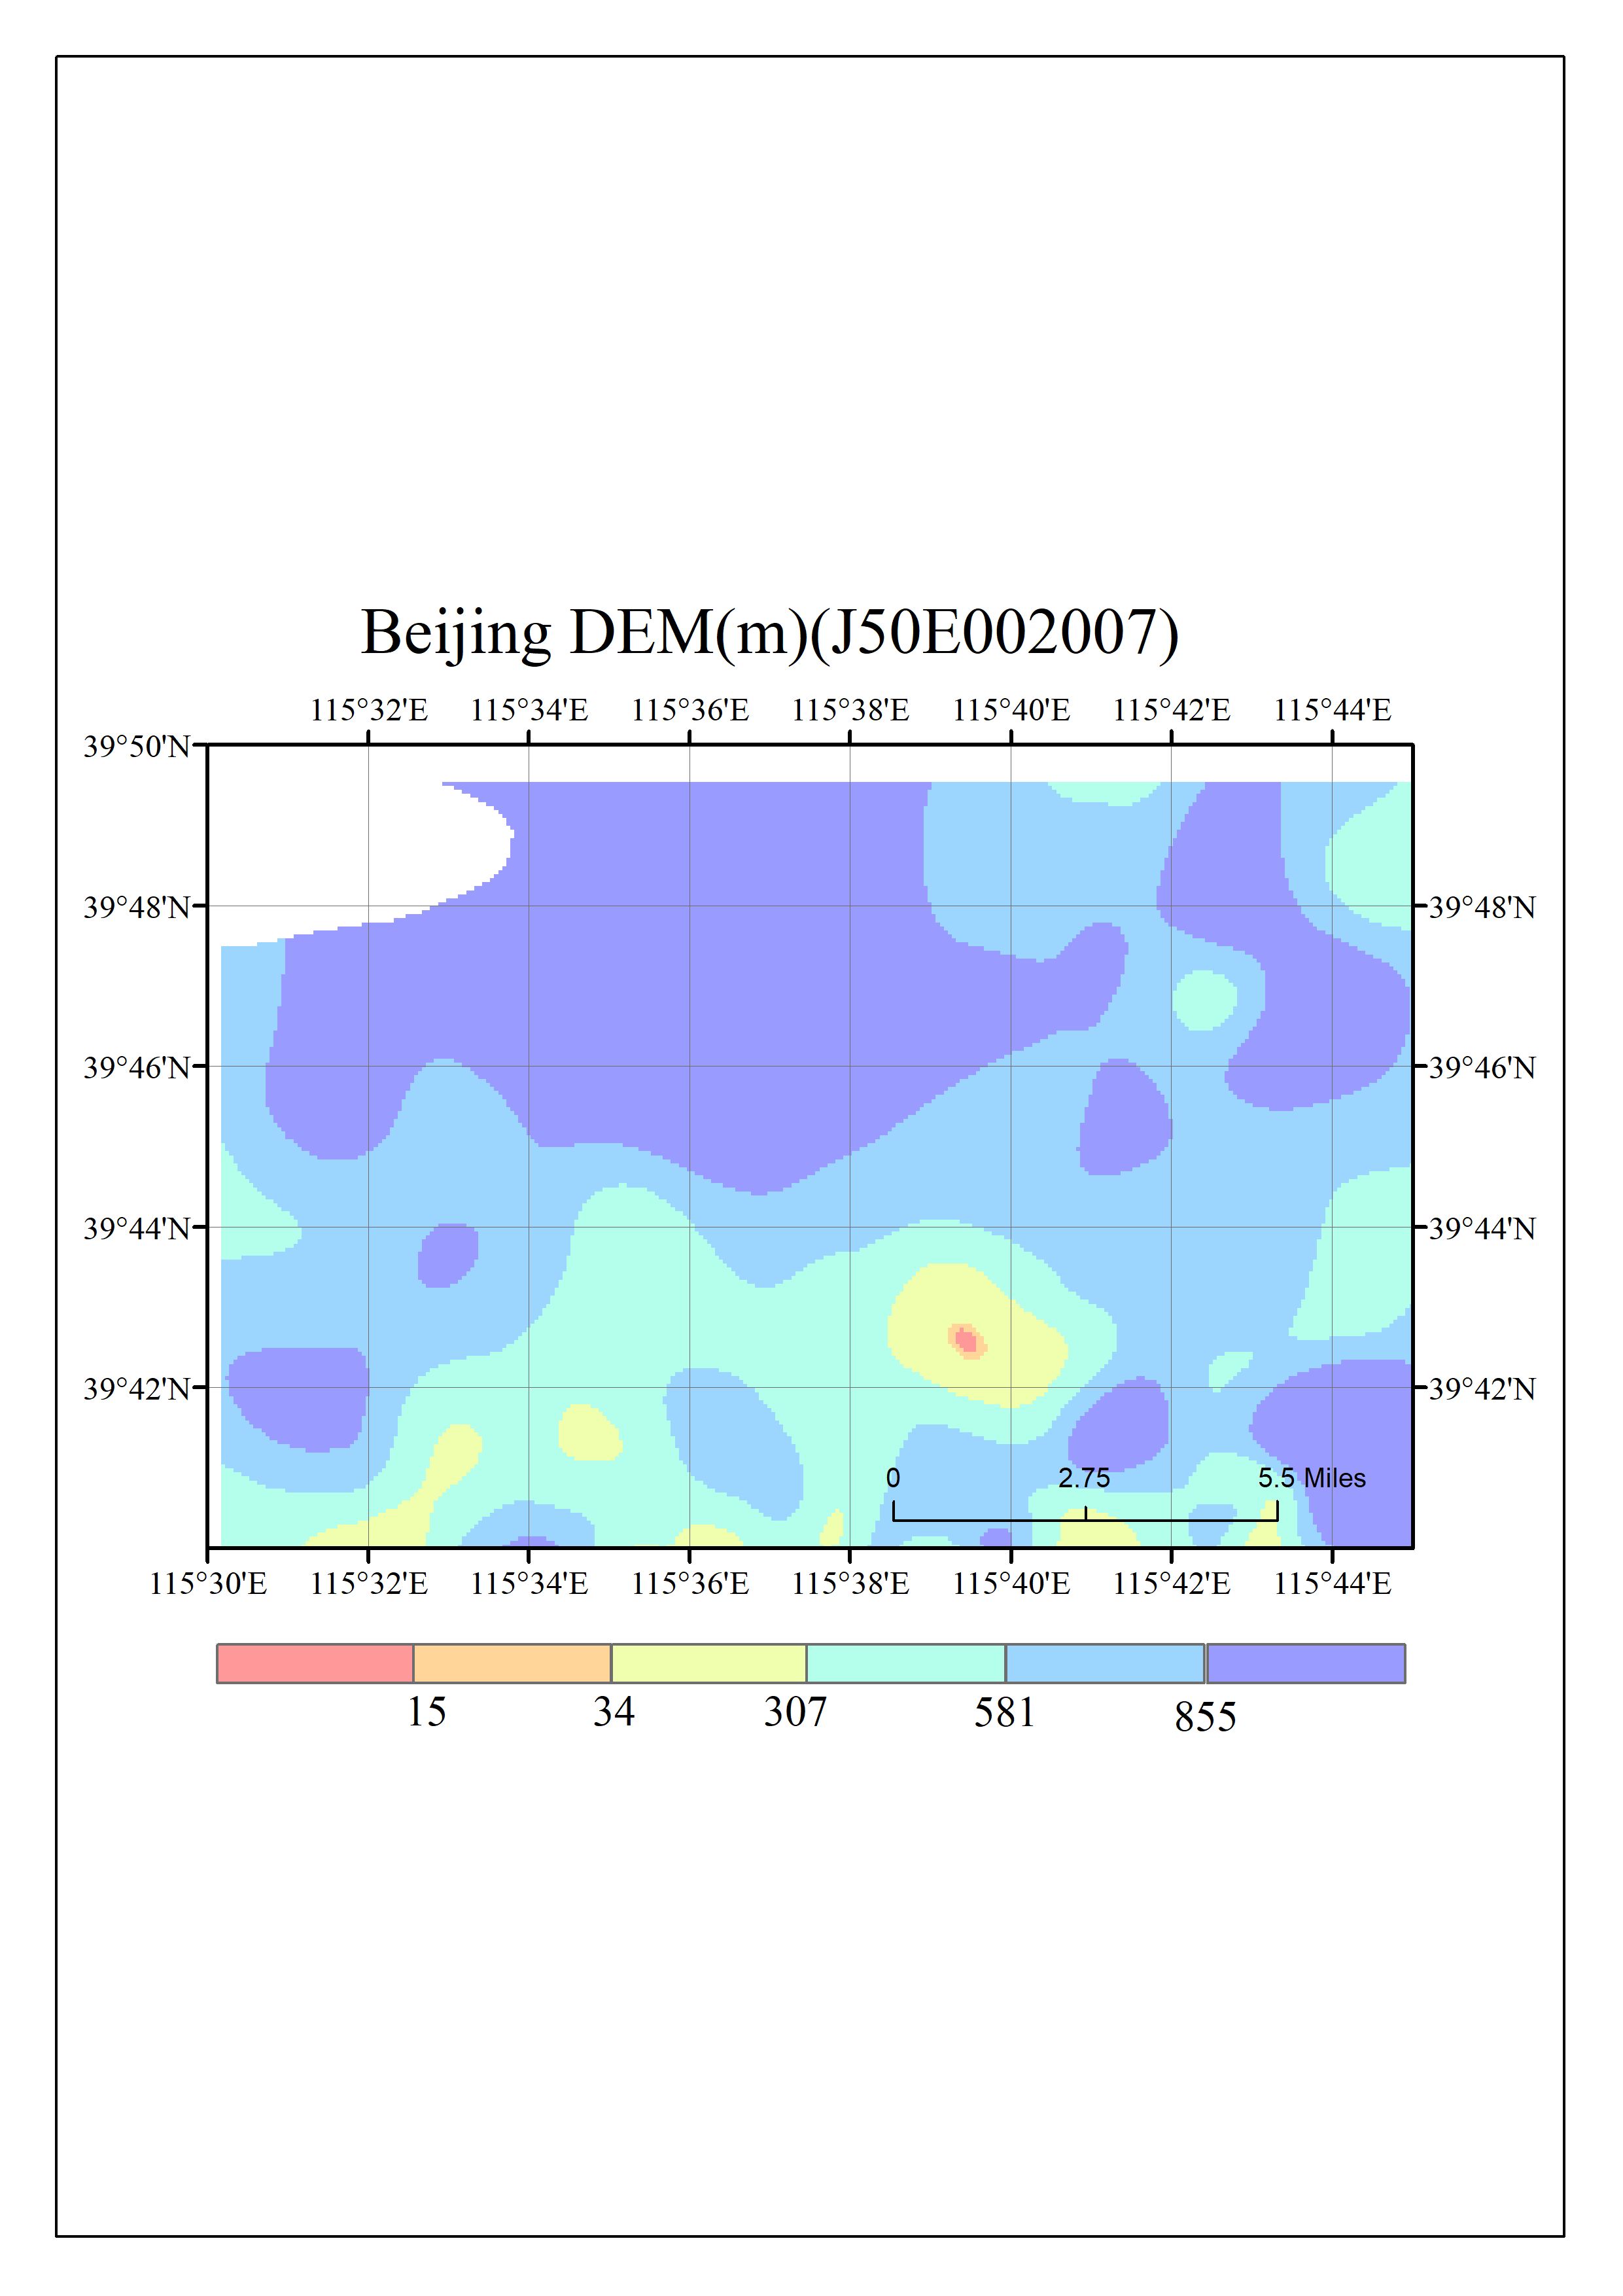 Beijing DEM(m)(J50E002007)
115°32'E 115°34'E 115°36'E 115°38'E 115°40'E 115°42'E 115°44'E
39°50'N
39°48'N 39°48'N
39°46'N 39°46'N
39°44'N 39°44'N
39°42'N 39°42'N
0 2.75 5.5 Miles
115°30'E 115°32'E 115°34'E 115°36'E 115°38'E 115°40'E 115°42'E 115°44'E
15 34 307 581 855